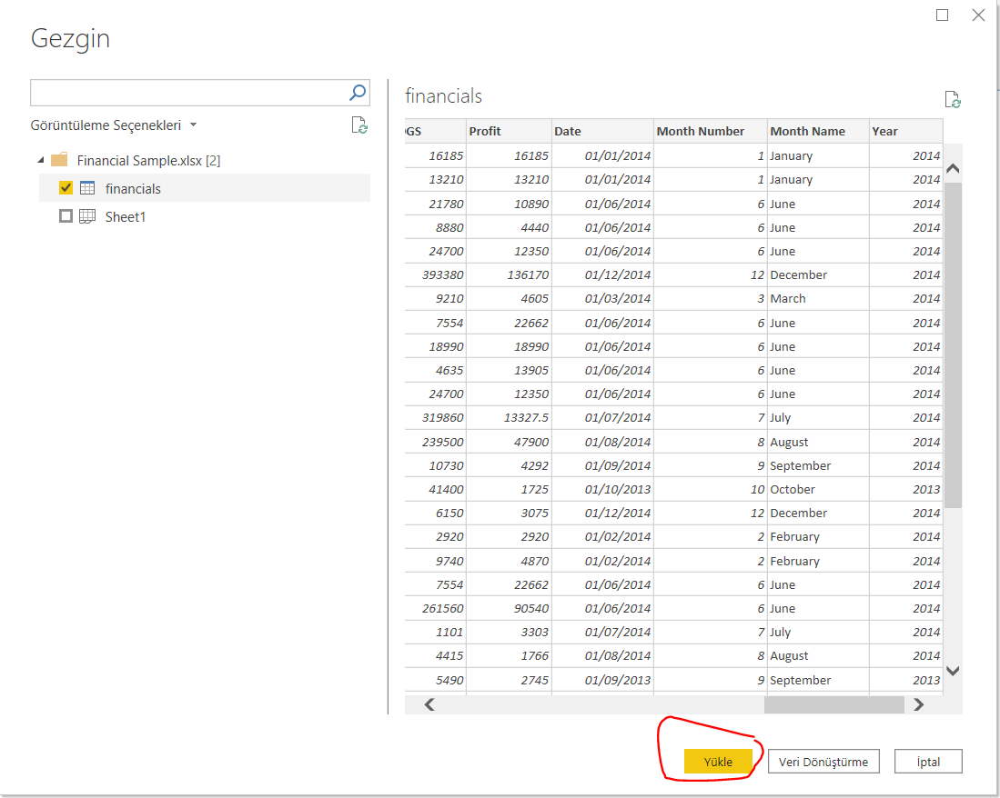 Gezgin
financials
Görüntüleme Seçenekleri
Financial Sample.xlsx [2]
financials
Sheet1
GS Profit Date Month Number Month Name Year
16185 16185 01/01/2014 1 January 2014
13210 13210 01/01/2014 1 January 2014
21780 10890 01/06/2014 6 June 2014
8880 4440 01/06/2014 6 June 2014
24700 12350 01/06/2014 6 June 2014
393380 136170 01/12/2014 12 December 2014
9210 4605 01/03/2014 3 March 2014
7554 22662 01/06/2014 6 June 2014
18990 18990 01/06/2014 6 June 2014
4635 13905 01/06/2014 6 June 2014
24700 12350 01/06/2014 6 June 2014
319860 13327.5 01/07/2014 7 July 2014
239500 47900 01/08/2014 8 August 2014
10730 4292 01/09/2014 9 September 2014
41400 1725 01/10/2013 10 October 2013
6150 3075 01/12/2014 12 December 2014
2920 2920 01/02/2014 2 February 2014
9740 4870 01/02/2014 2 February 2014
7554 22662 01/06/2014 6 June 2014
261560 90540 01/06/2014 6 June 2014
1101 3303 01/07/2014 7 July 2014
4415 1766 01/08/2014 8 August 2014
5490 2745 01/09/2013 9 September 2013
Yükle Veri Dönüştürme İptal